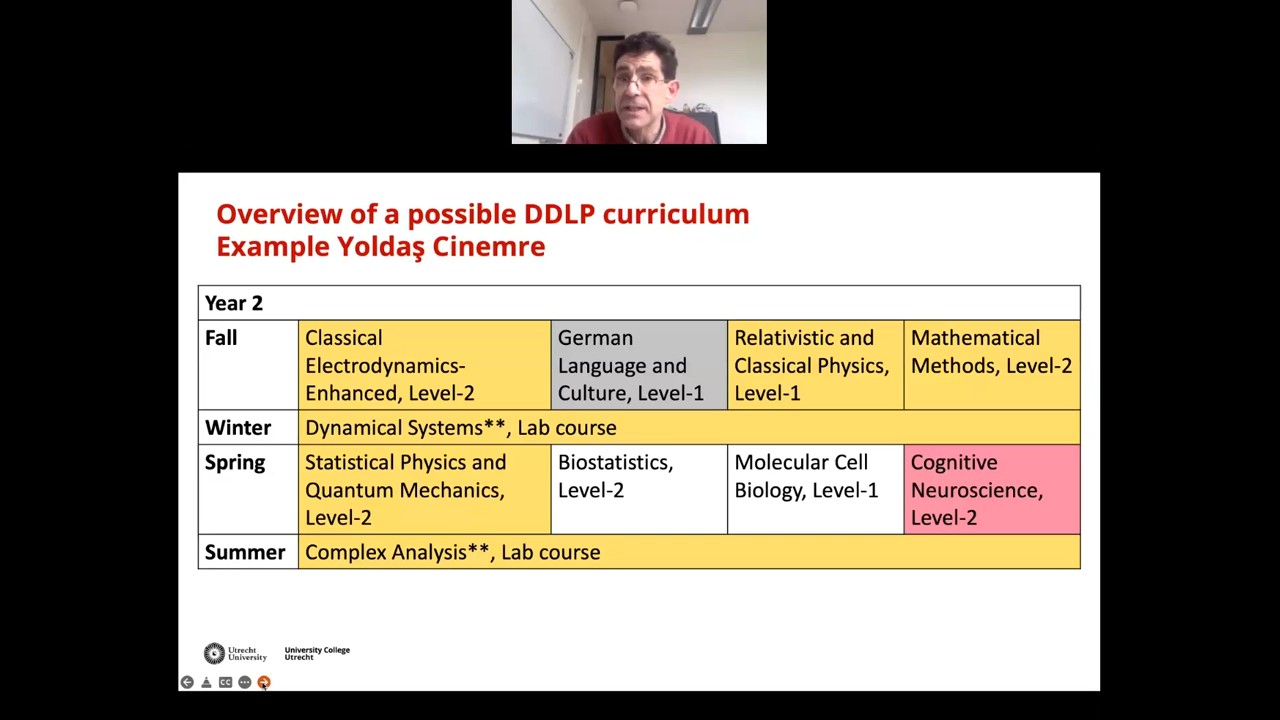 Overview of a possible DDLP curriculum
Example Yoldaş Cinemre
Year 2
Fall
Classical
Electrodynamics-
Enhanced, Level-2
German
Language and
Culture, Level-1
Relativistic and
Classical Physics,
Level-1
Mathematical
Methods, Level-2
Winter
Dynamical Systems**, Lab course
Spring
Statistical Physics and
Quantum Mechanics,
Level-2
Biostatistics,
Level-2
Molecular Cell
Biology, Level-1
Cognitive
Neuroscience,
Level-2
Summer
Complex Analysis**, Lab course
Utrecht
University
University College
Utrecht
CC